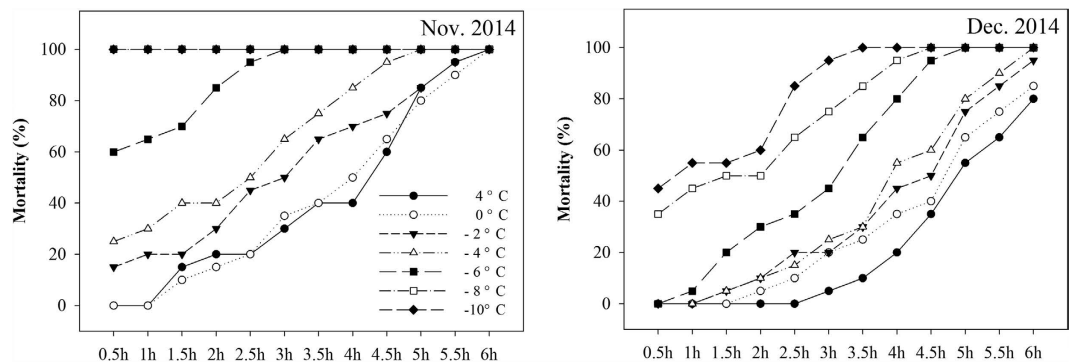 Nov. 2014
Mortality (%)
100
80
60
40
20
0
4 ° C
0 ° C
- 2 ° C
- 4 ° C
- 6 ° C
- 8 ° C
-10° C
0.5h 1h 1.5h 2h 2.5h 3h 3.5h 4h 4.5h 5h 5.5h 6h
Dec. 2014
Mortality (%)
100
80
60
40
20
0
0.5h 1h 1.5h 2h 2.5h 3h 3.5h 4h 4.5h 5h 5.5h 6h